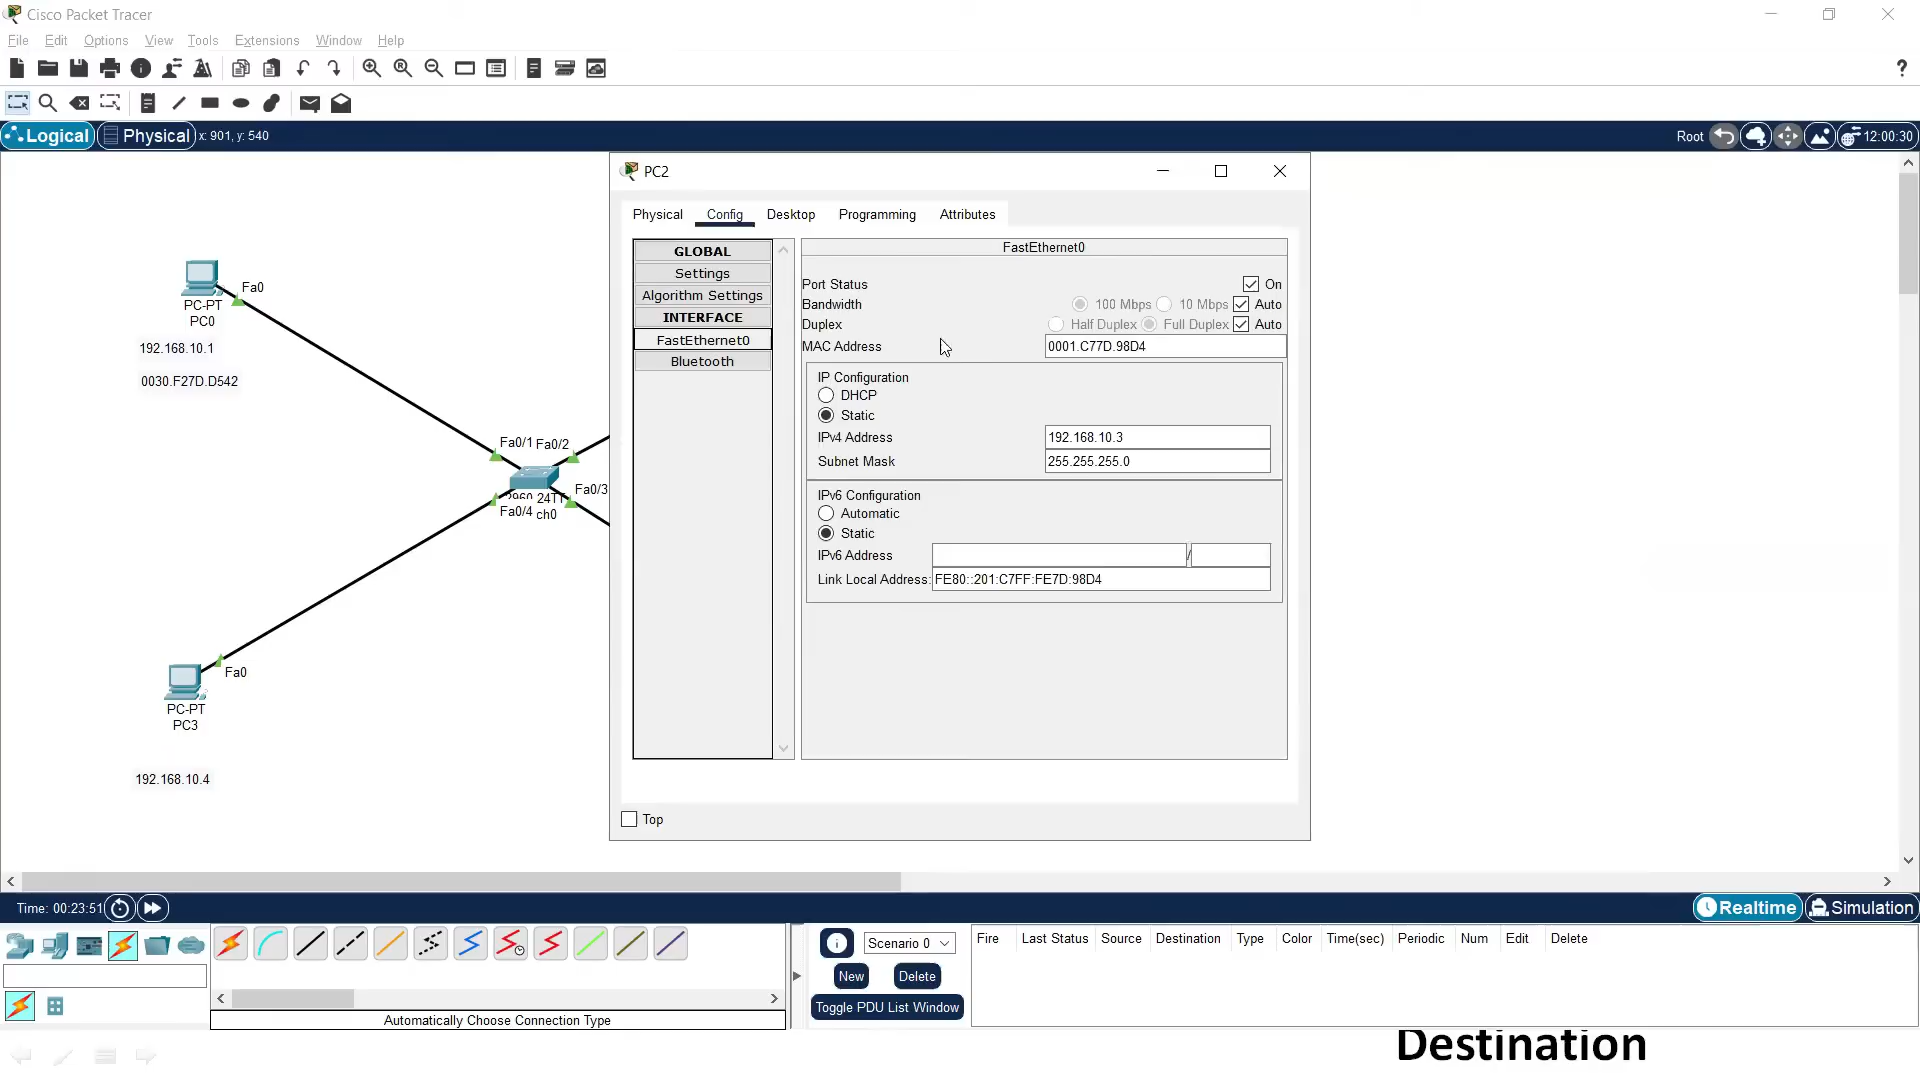 Cisco Packet Tracer
File Edit Options View Tools Extensions Window Help
?
Logical Physical x: 901, y: 540
Root 12:00:30
PC2
Physical Config Desktop Programming Attributes
GLOBAL
Settings
Algorithm Settings
INTERFACE
FastEthernet0
Bluetooth
FastEthernet0
Port Status On
Bandwidth 100 Mbps 10 Mbps Auto
Duplex Half Duplex Full Duplex Auto
MAC Address 0001.C77D.98D4
IP Configuration
DHCP
Static
IPv4 Address 192.168.10.3
Subnet Mask 255.255.255.0
IPv6 Configuration
Automatic
Static
IPv6 Address /
Link Local Address: FE80::201:C7FF:FE7D:98D4
Top
Fa0
PC-PT
PC0
192.168.10.1
0030.F27D.D542
Fa0/1 Fa0/2
Fa0/3
2960 24TT
Fa0/4 ch0
Fa0
PC-PT
PC3
192.168.10.4
Time: 00:23:51
Realtime Simulation
Scenario 0
New Delete
Toggle PDU List Window
Fire Last Status Source Destination Type Color Time(sec) Periodic Num Edit Delete
Automatically Choose Connection Type
Destination